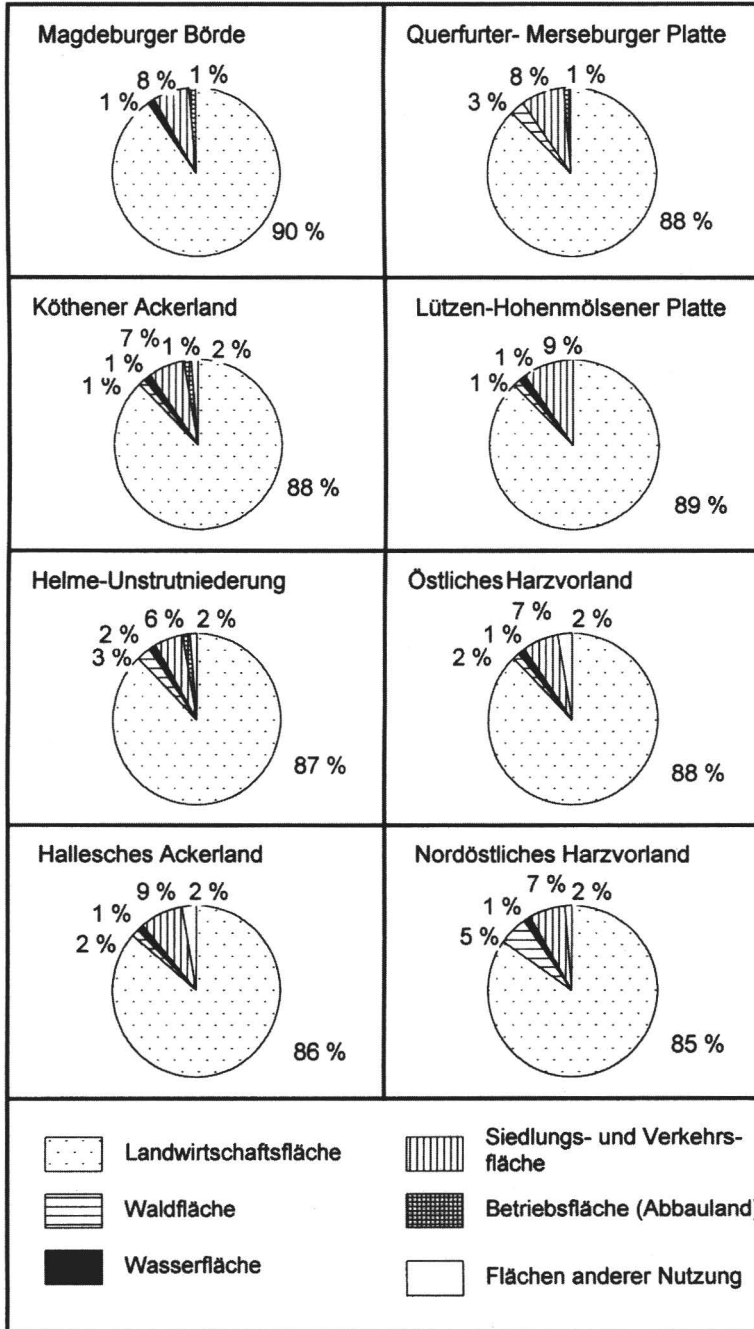 Magdeburger Börde
8 % 1 %
1 %
90 %
Querfurter- Merseburger Platte
8 % 1 %
3 %
88 %
Köthener Ackerland
7 % 1 % 2 %
1 %
1 %
88 %
Lützen-Hohenmölsener Platte
1 % 9 %
1 %
89 %
Helme-Unstrutniederung
2 % 6 % 2 %
3 %
87 %
Östliches Harzvorland
7 % 2 %
1 %
2 %
88 %
Hallesches Ackerland
9 % 2 %
1 %
2 %
86 %
Nordöstliches Harzvorland
7 % 2 %
1 %
5 %
85 %
Landwirtschaftsfläche
Waldfläche
Wasserfläche
Siedlungs- und Verkehrs-
fläche
Betriebsfläche (Abbauland)
Flächen anderer Nutzung